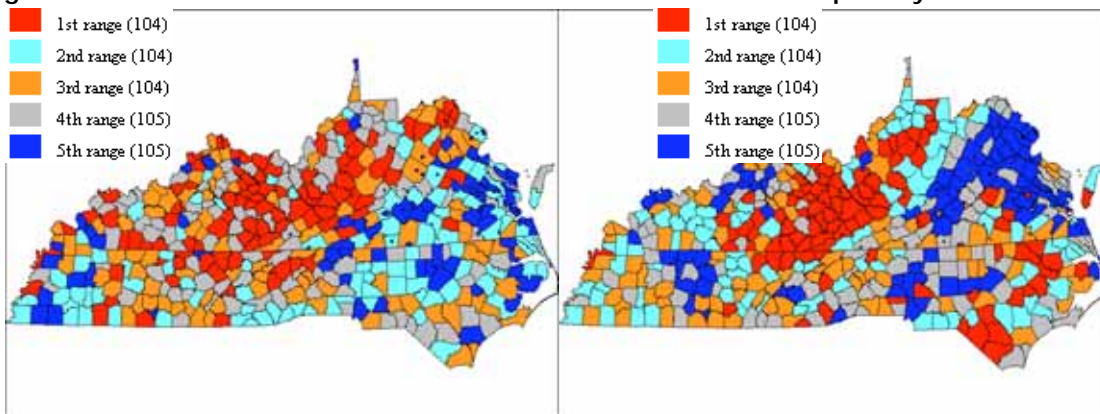 1st range (104)
2nd range (104)
3rd range (104)
4th range (105)
5th range (105)
1st range (104)
2nd range (104)
3rd range (104)
4th range (105)
5th range (105)